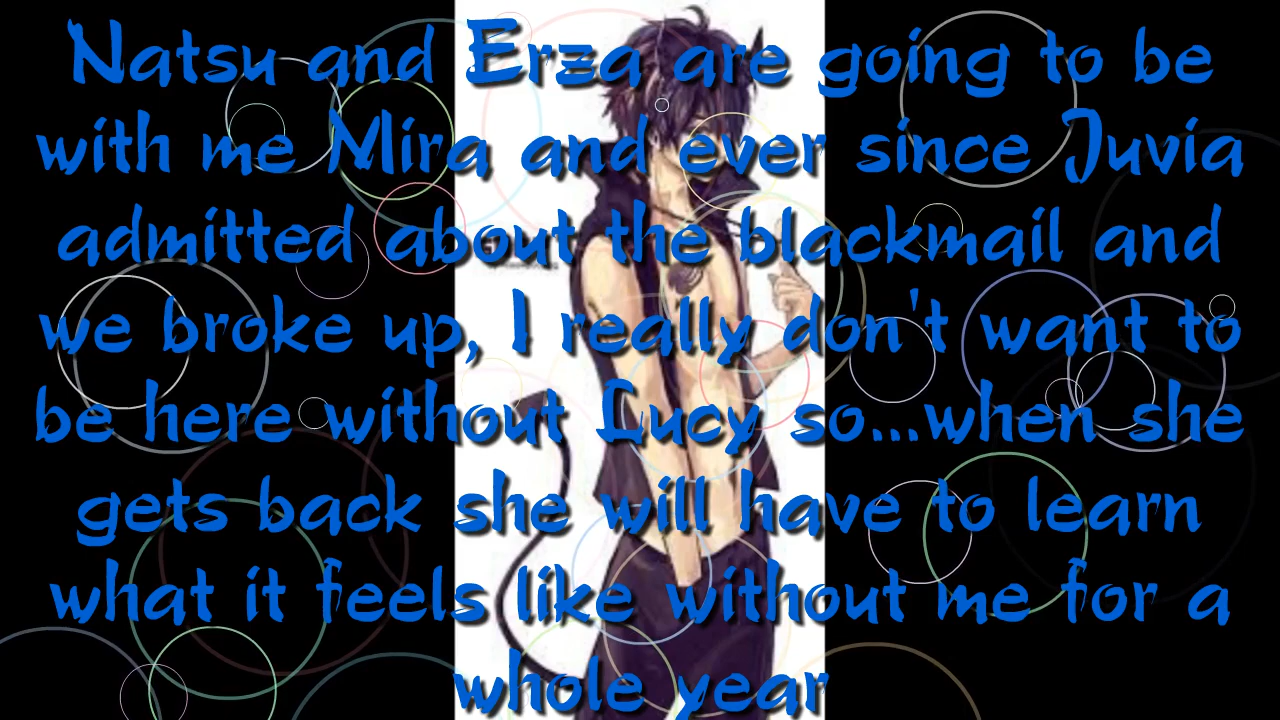 Natsu and Erza are going to be
with me Mira and ever since Juvia
admitted about the blackmail and
we broke up, I really don't want to
be here without Lucy so...when she
gets back she will have to learn
what it feels like without me for a
whole year